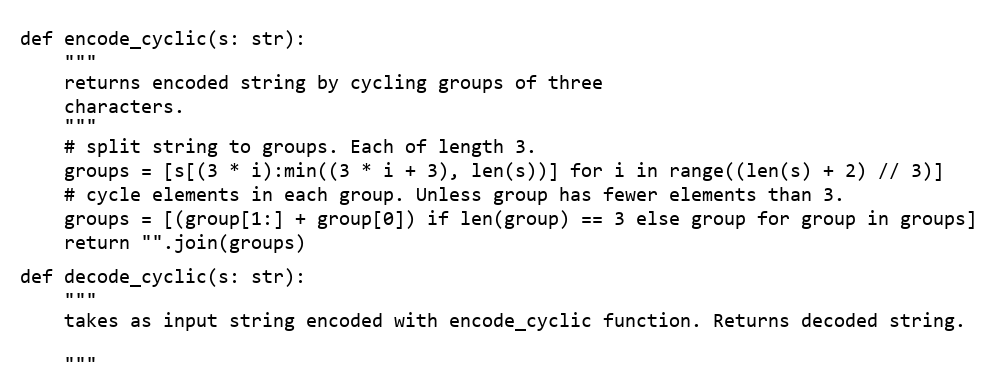 def encode_cyclic(s: str):
    """
    returns encoded string by cycling groups of three
    characters.
    """
    # split string to groups. Each of length 3.
    groups = [s[(3 * i):min((3 * i + 3), len(s))] for i in range((len(s) + 2) // 3)]
    # cycle elements in each group. Unless group has fewer elements than 3.
    groups = [(group[1:] + group[0]) if len(group) == 3 else group for group in groups]
    return "".join(groups)
def decode_cyclic(s: str):
    """
    takes as input string encoded with encode_cyclic function. Returns decoded string.
    """